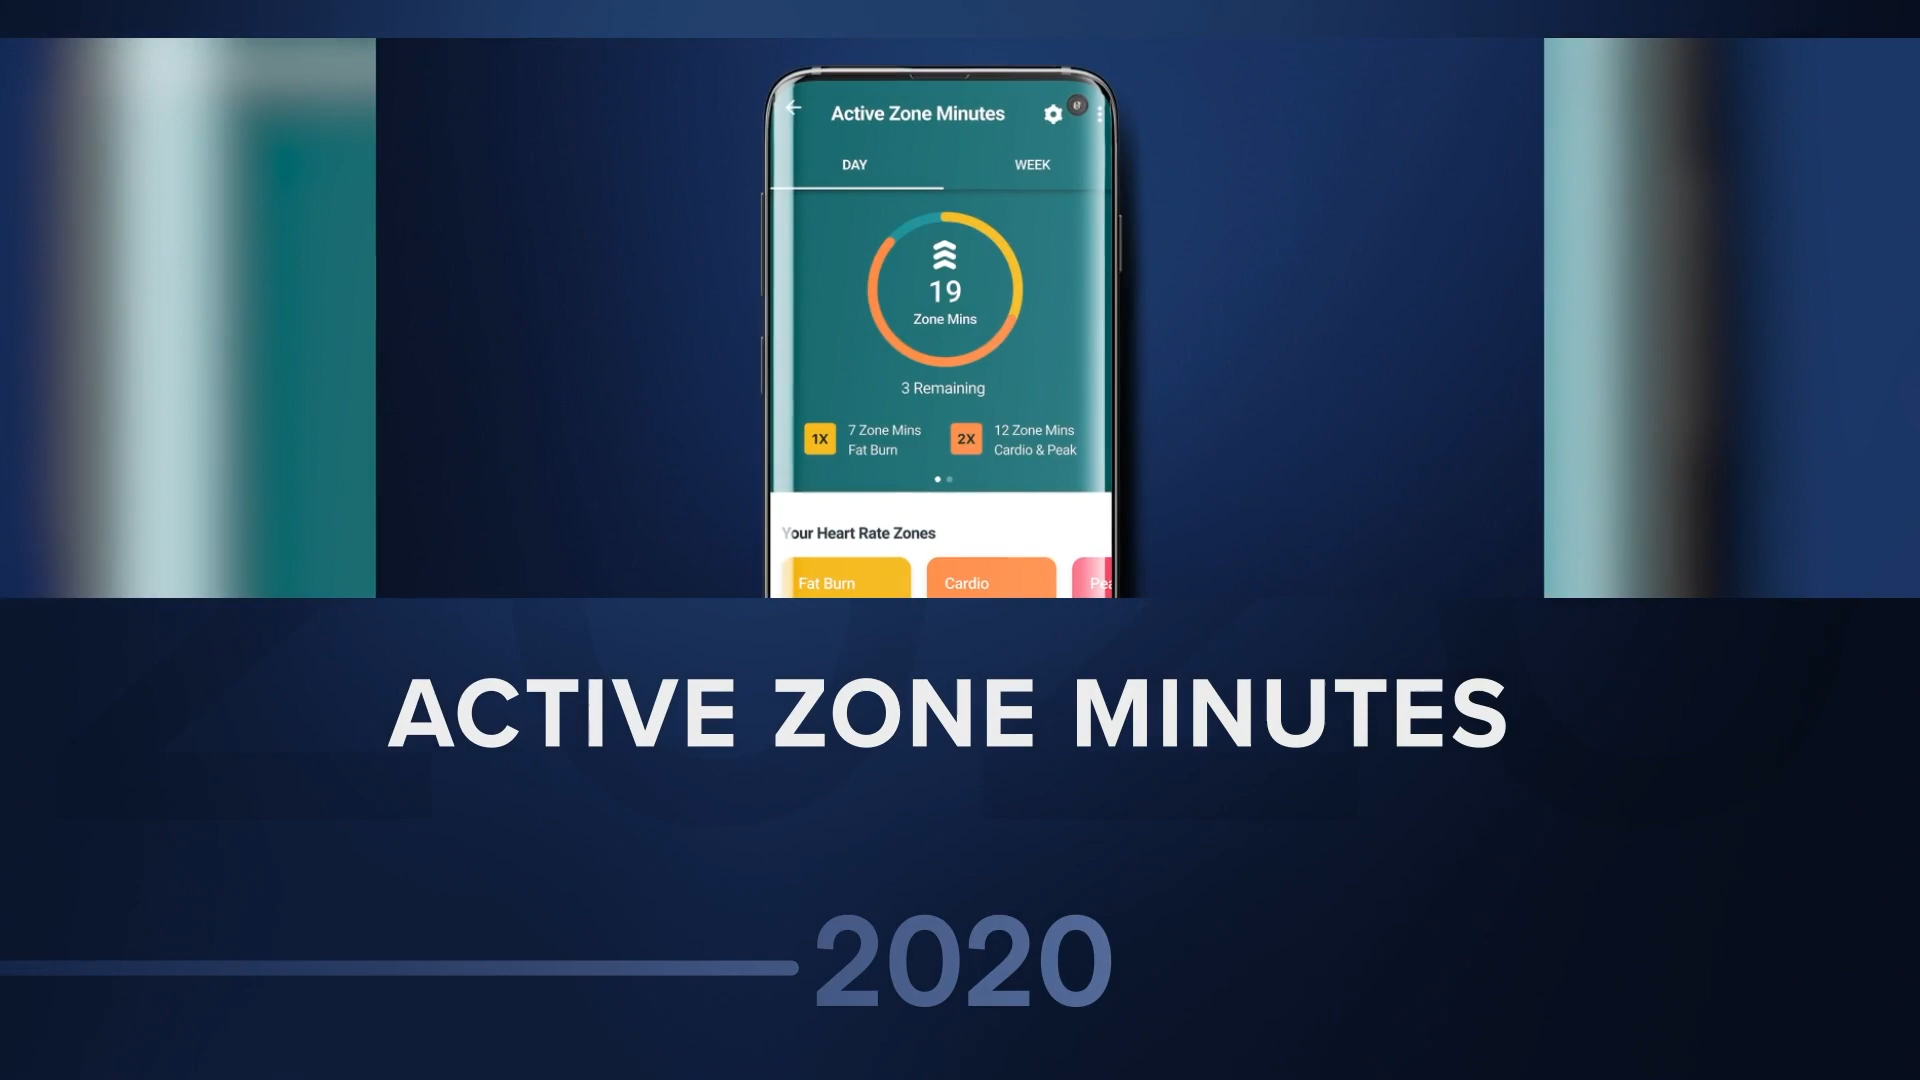 Active Zone Minutes
DAY
WEEK
19
Zone Mins
3 Remaining
1X
7 Zone Mins
Fat Burn
2X
12 Zone Mins
Cardio & Peak
Your Heart Rate Zones
Fat Burn
Cardio
ACTIVE ZONE MINUTES
2020